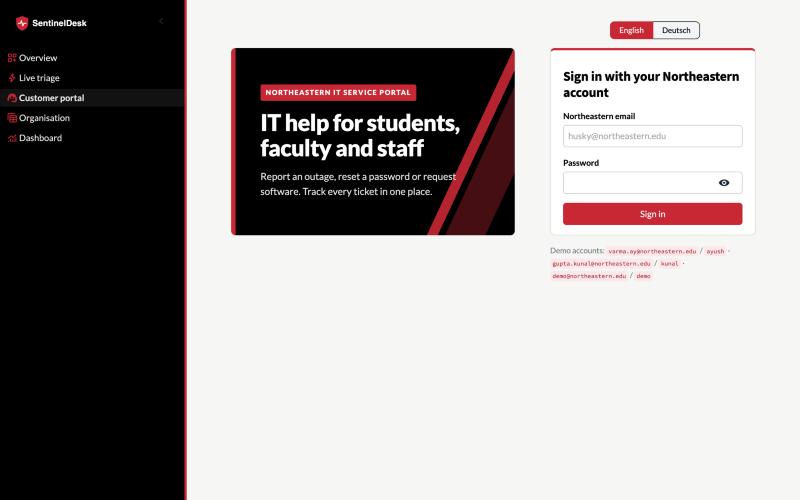 SentinelDesk
Overview
Live triage
Customer portal
Organisation
Dashboard
NORTHEASTERN IT SERVICE PORTAL
IT help for students,
faculty and staff
Report an outage, reset a password or request
software. Track every ticket in one place.
English
Deutsch
Sign in with your Northeastern
account
Northeastern email
husky@northeastern.edu
Password
Sign in
Demo accounts: varma.ay@northeastern.edu / ayush ·
gupta.kunal@northeastern.edu / kunal ·
demo@northeastern.edu / demo